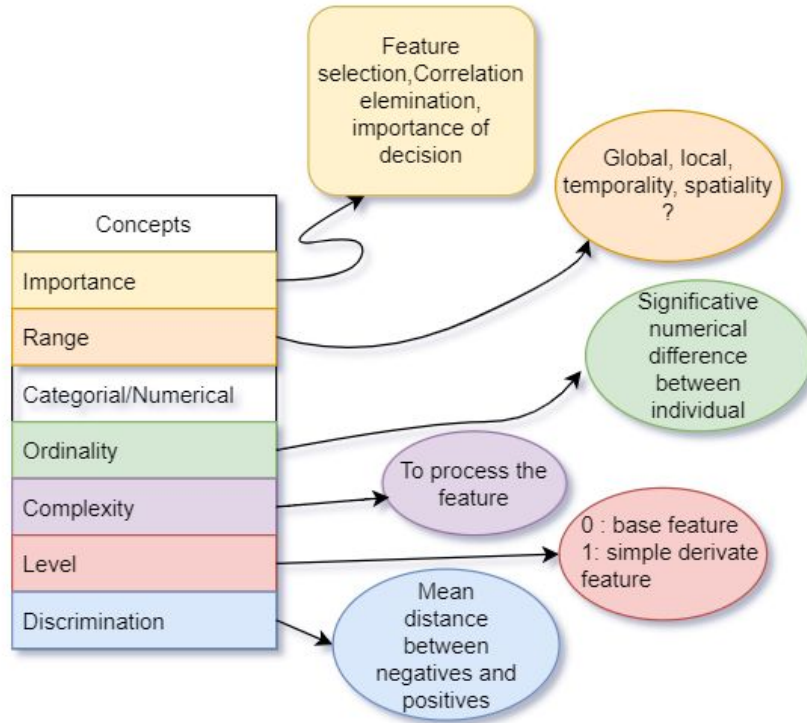 Feature
selection,Correlation
elemination,
importance of
decision
Global, local,
temporality, spatiality
?
Concepts
Importance
Range
Categorial/Numerical
Ordinality
Complexity
Level
Discrimination
Significative
numerical
difference
between
individual
To process the
feature
0 : base feature
1: simple derivate
feature
Mean
distance
between
negatives and
positives